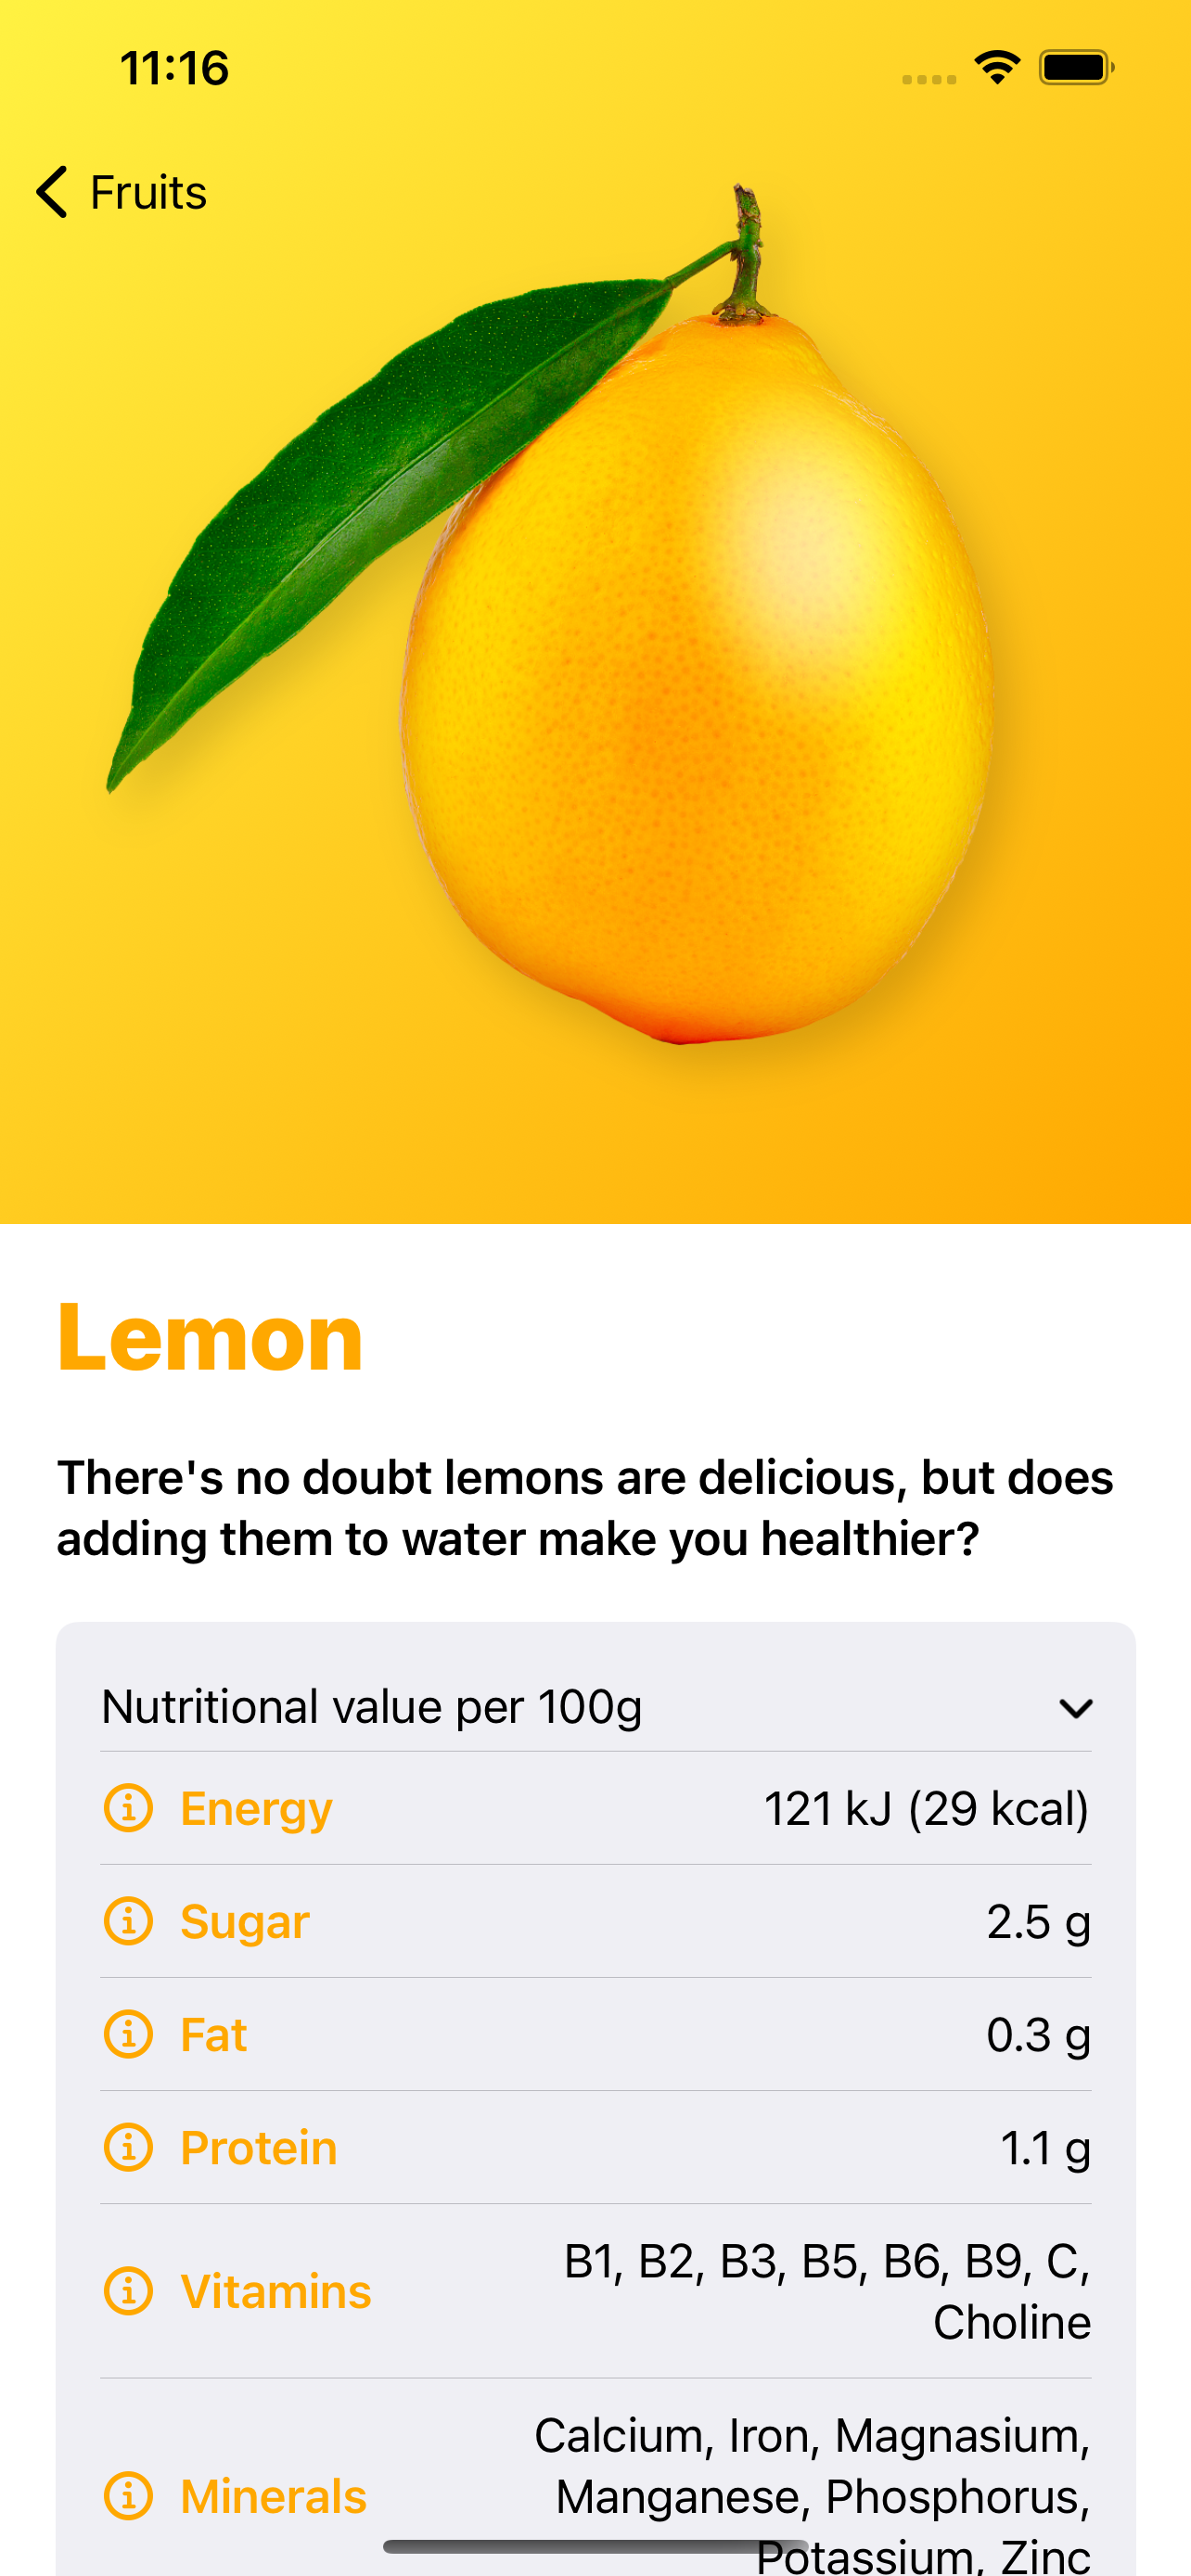 11:16
Fruits
Lemon
There's no doubt lemons are delicious, but does
adding them to water make you healthier?
Nutritional value per 100g
Energy 121 kJ (29 kcal)
Sugar 2.5 g
Fat 0.3 g
Protein 1.1 g
Vitamins B1, B2, B3, B5, B6, B9, C,
Choline
Calcium, Iron, Magnasium,
Minerals Manganese, Phosphorus,
Potassium, Zinc